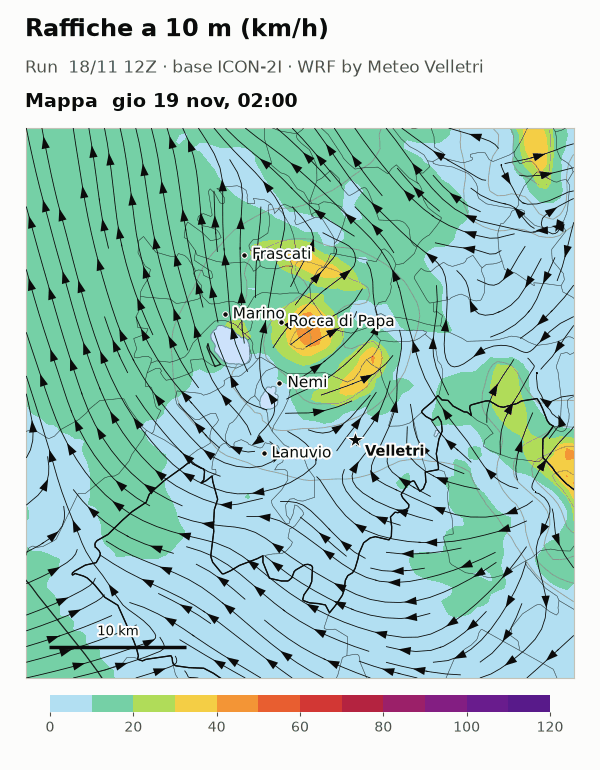 Raffiche a 10 m (km/h)
Run  18/11 12Z · base ICON-2I · WRF by Meteo Velletri
Mappa  gio 19 nov, 02:00
Frascati
Marino
Rocca di Papa
Nemi
Lanuvio
Velletri
10 km
0 20 40 60 80 100 120